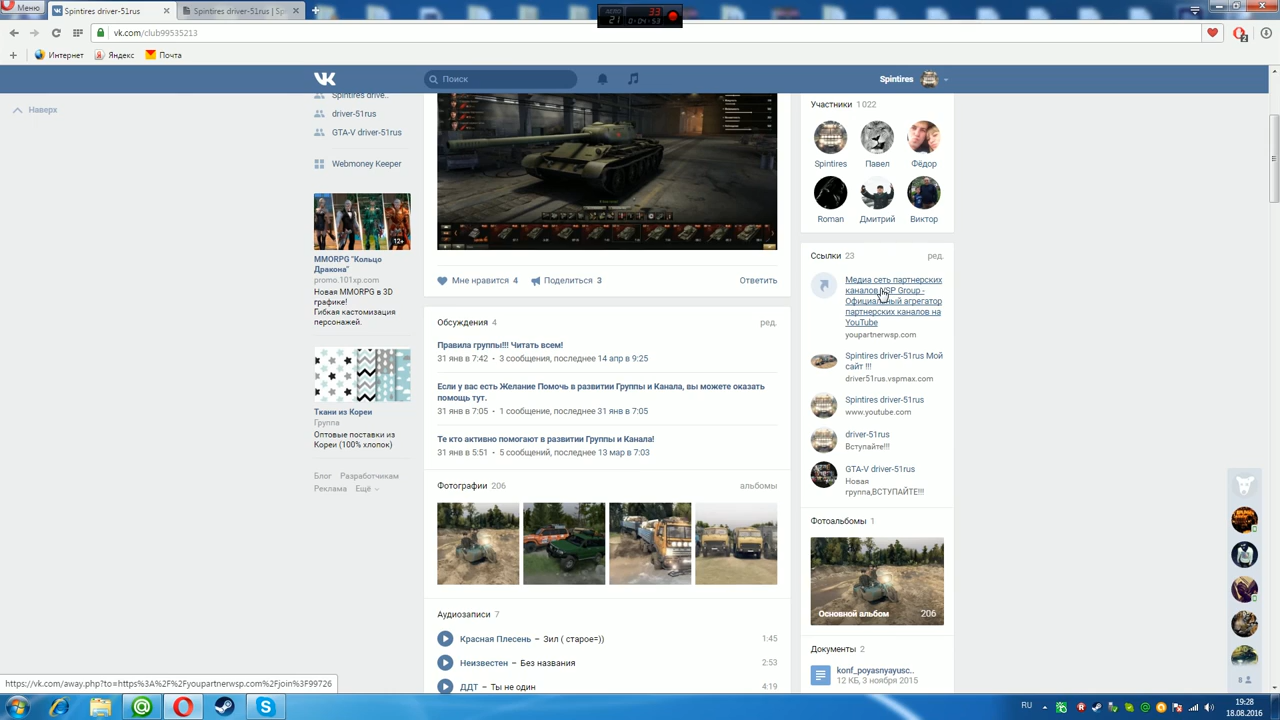 Меню
Spintires driver-51rus
Spintires driver-51rus | Spi
21
33
0:04:53
vk.com/club99535213
2
Интернет
Яндекс
Почта
Поиск
Spintires
Наверх
Spintires drive..
driver-51rus
GTA-V driver-51rus
Webmoney Keeper
12+
MMORPG "Кольцо
Дракона"
promo.101xp.com
Новая MMORPG в 3D
графике!
Гибкая кастомизация
персонажей.
Ткани из Кореи
Группа
Оптовые поставки из
Кореи (100% хлопок)
Блог Разработчикам
Реклама Ещё
Мне нравится 4
Поделиться 3
Ответить
Обсуждения 4
ред.
Правила группы!!! Читать всем!
31 янв в 7:42 • 3 сообщения, последнее 14 апр в 9:25
Если у вас есть Желание Помочь в развитии Группы и Канала, вы можете оказать
помощь тут.
31 янв в 7:05 • 1 сообщение, последнее 31 янв в 7:05
Те кто активно помогают в развитии Группы и Канала!
31 янв в 5:51 • 5 сообщений, последнее 13 мар в 7:03
Фотографии 206
альбомы
Аудиозаписи 7
Красная Плесень – Зил ( старое=))
1:45
Неизвестен – Без названия
2:53
ДДТ – Ты не один
4:19
Участники 1 022
Spintires
Павел
Фёдор
Roman
Дмитрий
Виктор
Ссылки 23
ред.
Медиа сеть партнерских
каналов VSP Group -
Официальный агрегатор
партнерских каналов на
YouTube
youpartnerwsp.com
Spintires driver-51rus Мой
сайт !!!
driver51rus.vspmax.com
Spintires driver-51rus
www.youtube.com
driver-51rus
Вступайте!!!
GTA-V driver-51rus
Новая
группа,ВСТУПАЙТЕ!!!
Фотоальбомы 1
Основной альбом
206
Документы 2
konf_poyasnyayusc..
12 КБ, 3 ноября 2015
8
https://vk.com/away.php?to=https%3A%2F%2Fyoupartnerwsp.com%2Fjoin%3F99726
RU
19:28
18.08.2016